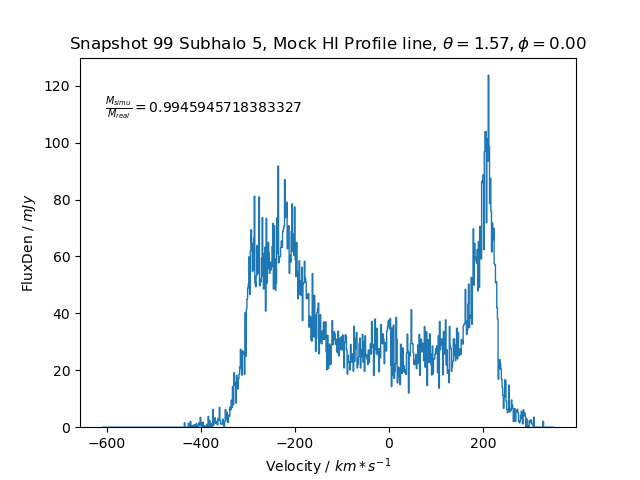 Snapshot 99 Subhalo 5, Mock HI Profile line, θ = 1.57, ϕ = 0.00
M_simu/M_real = 0.9945945718383327
FluxDen / mJy
120
100
80
60
40
20
0
−600 −400 −200 0 200
Velocity / km * s⁻¹